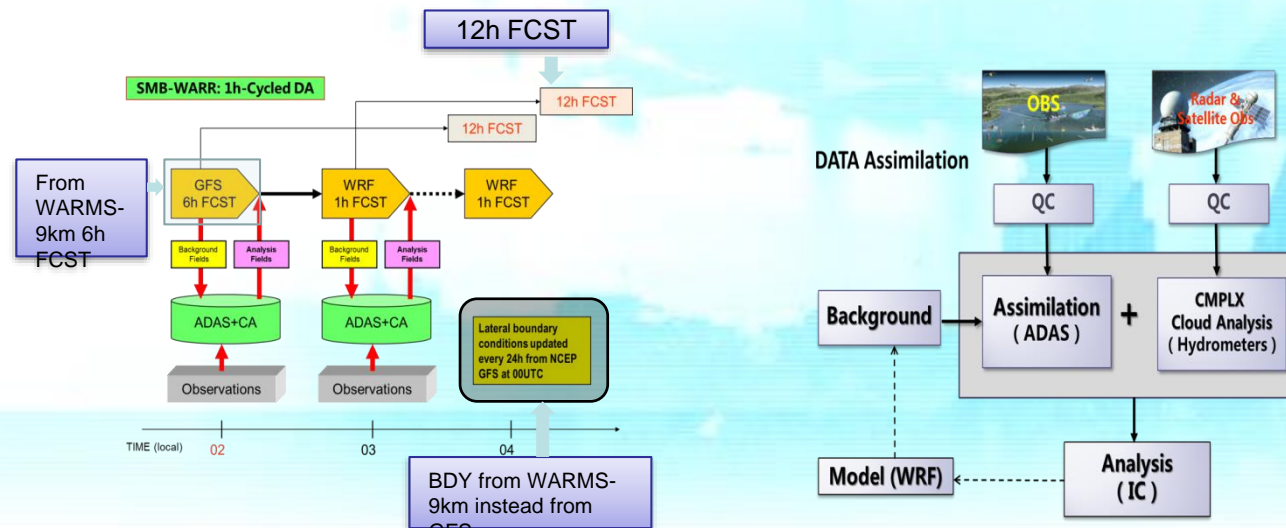 12h FCST
SMB-WARR: 1h-Cycled DA
12h FCST
12h FCST
From
WARMS-
9km 6h
FCST
GFS
6h FCST
WRF
1h FCST
WRF
1h FCST
Background
Fields
Analysis
Fields
Background
Fields
Analysis
Fields
ADAS+CA
ADAS+CA
Observations
Observations
Lateral boundary
conditions updated
every 24h from NCEP
GFS at 00UTC
TIME (local)
02
03
04
BDY from WARMS-
9km instead from
DATA Assimilation
OBS
Radar &
Satellite Obs
QC
QC
Background
Assimilation
( ADAS )
+
CMPLX
Cloud Analysis
( Hydrometers )
Model (WRF)
Analysis
( IC )